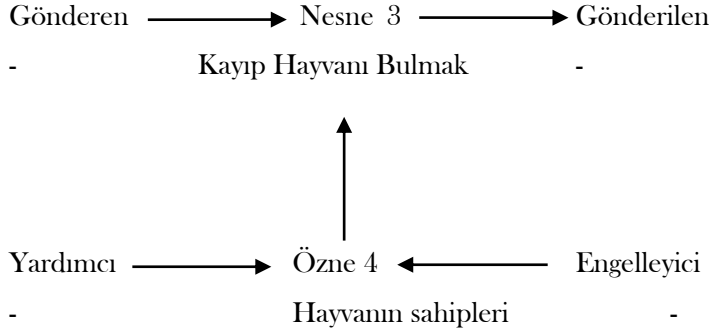 Gönderen Nesne 3 Gönderilen
- Kayıp Hayvanı Bulmak -
Yardımcı Özne 4 Engelleyici
- Hayvanın sahipleri -